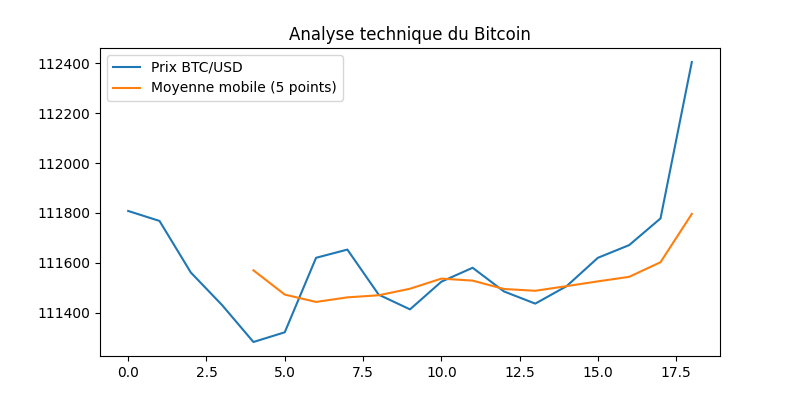 Analyse technique du Bitcoin
Prix BTC/USD
Moyenne mobile (5 points)
112400
112200
112000
111800
111600
111400
0.0 2.5 5.0 7.5 10.0 12.5 15.0 17.5